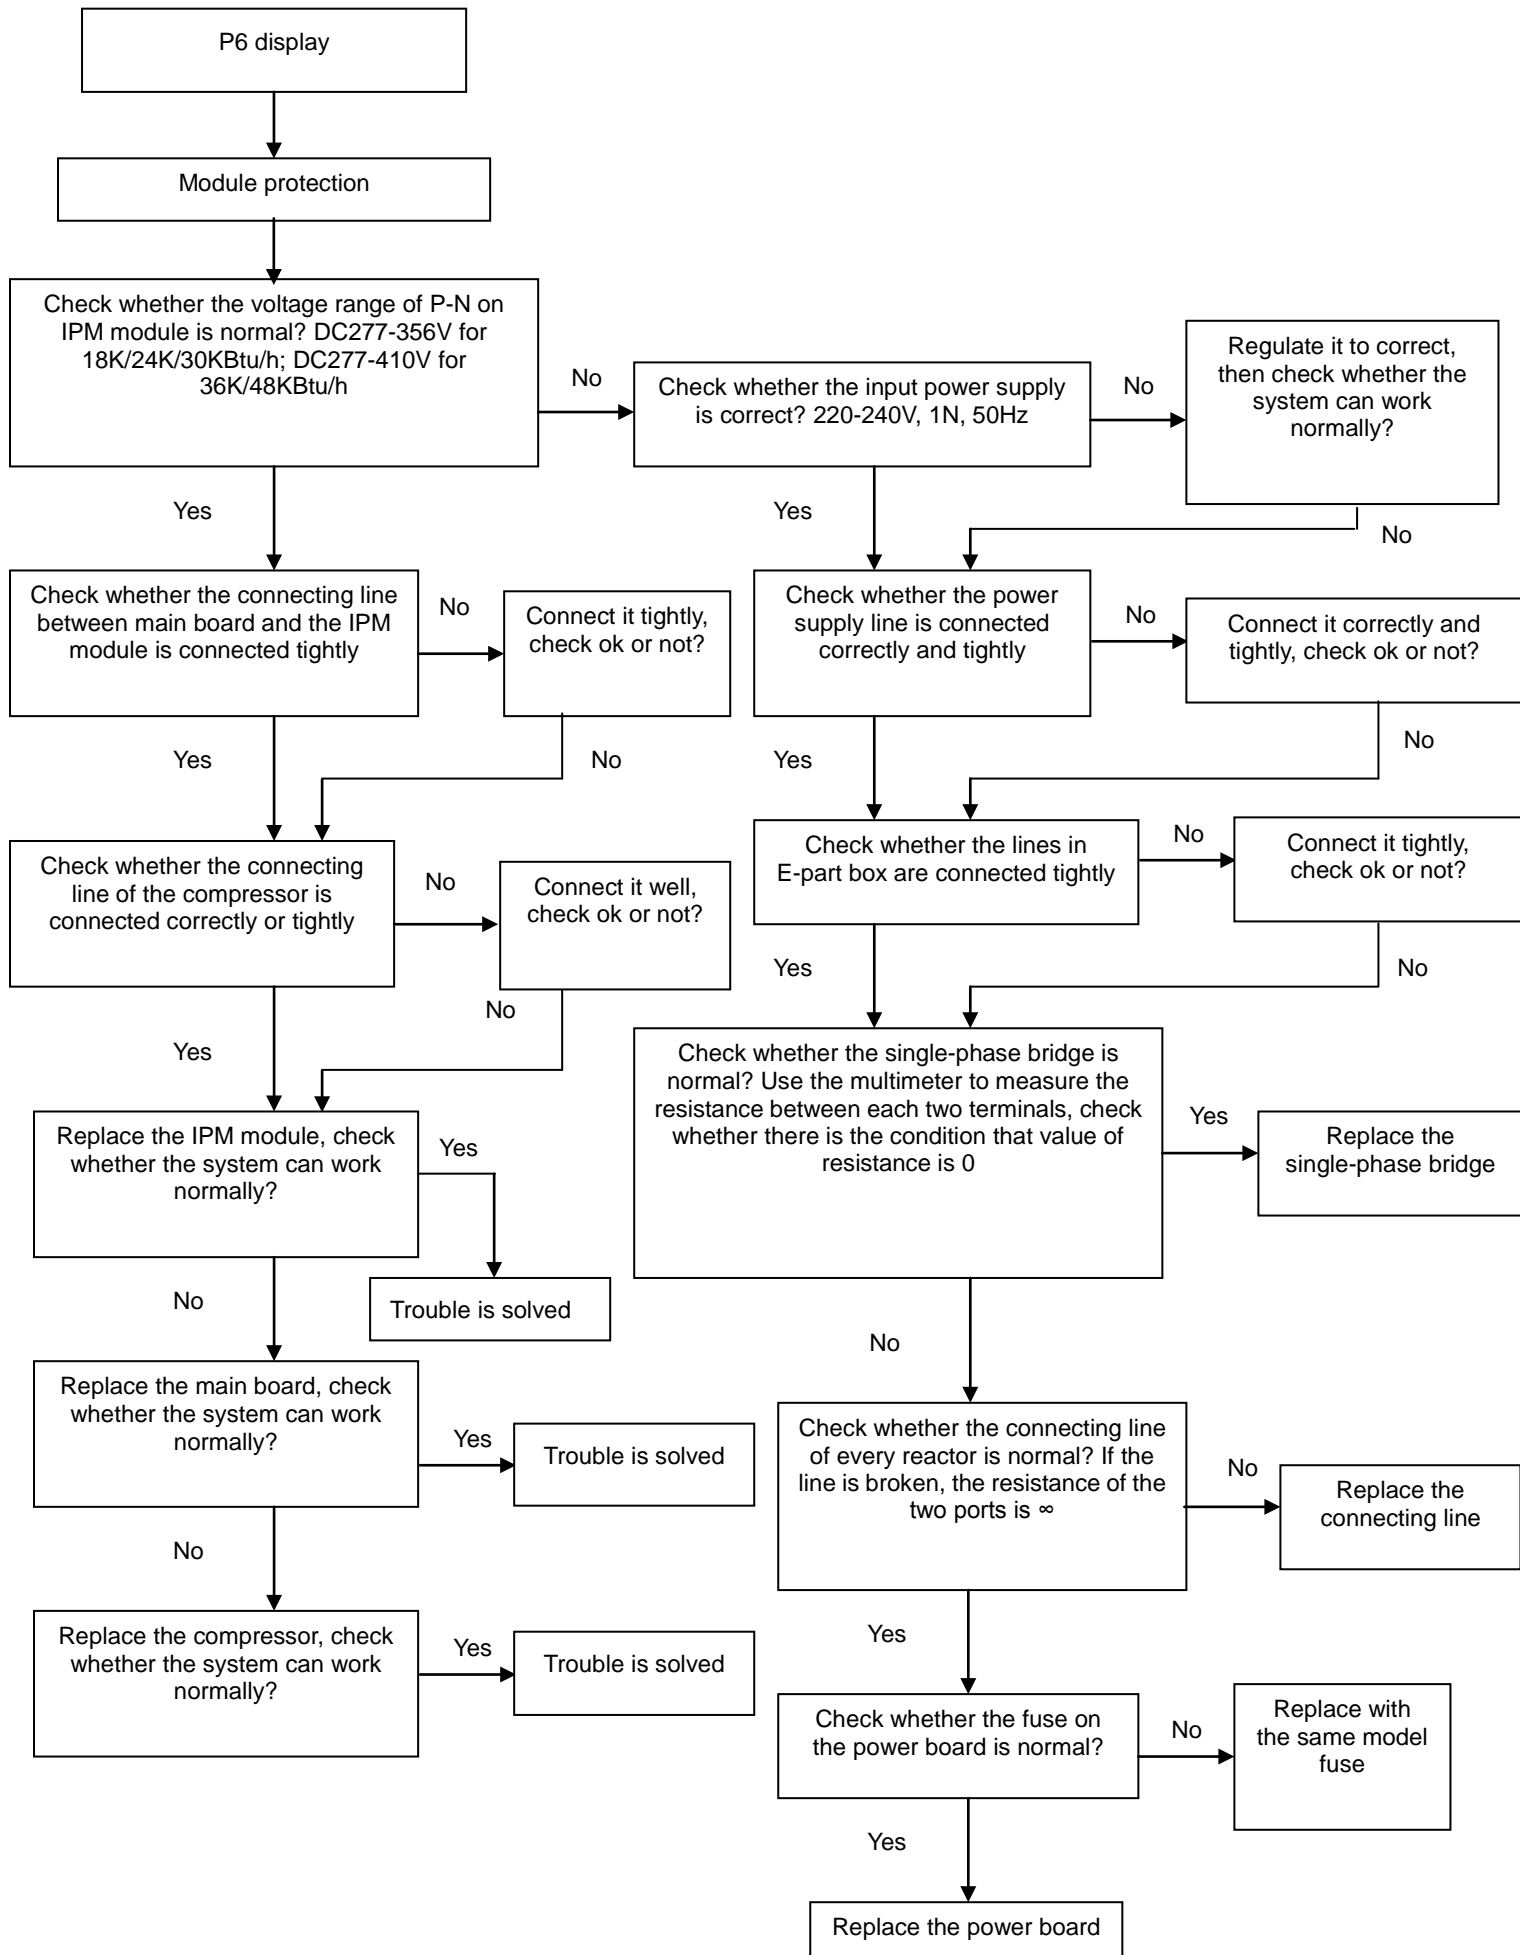 P6 display
Module protection
Check whether the voltage range of P-N on
IPM module is normal? DC277-356V for
18K/24K/30KBtu/h; DC277-410V for
36K/48KBtu/h
No
Check whether the input power supply
is correct? 220-240V, 1N, 50Hz
No
Regulate it to correct,
then check whether the
system can work
normally?
Yes
Yes
No
Check whether the connecting line
between main board and the IPM
module is connected tightly
No
Connect it tightly,
check ok or not?
Check whether the power
supply line is connected
correctly and tightly
No
Connect it correctly and
tightly, check ok or not?
Yes
No
Yes
No
Check whether the connecting
line of the compressor is
connected correctly or tightly
No
Connect it well,
check ok or not?
Check whether the lines in
E-part box are connected tightly
No
Connect it tightly,
check ok or not?
Yes
No
Yes
No
Check whether the single-phase bridge is
normal? Use the multimeter to measure the
resistance between each two terminals, check
whether there is the condition that value of
resistance is 0
Yes
Replace the
single-phase bridge
Replace the IPM module, check
whether the system can work
normally?
Yes
Trouble is solved
No
No
Replace the main board, check
whether the system can work
normally?
Yes
Trouble is solved
Check whether the connecting line
of every reactor is normal? If the
line is broken, the resistance of the
two ports is ∞
No
Replace the
connecting line
No
Yes
Replace the compressor, check
whether the system can work
normally?
Yes
Trouble is solved
Check whether the fuse on
the power board is normal?
No
Replace with
the same model
fuse
Yes
Replace the power board